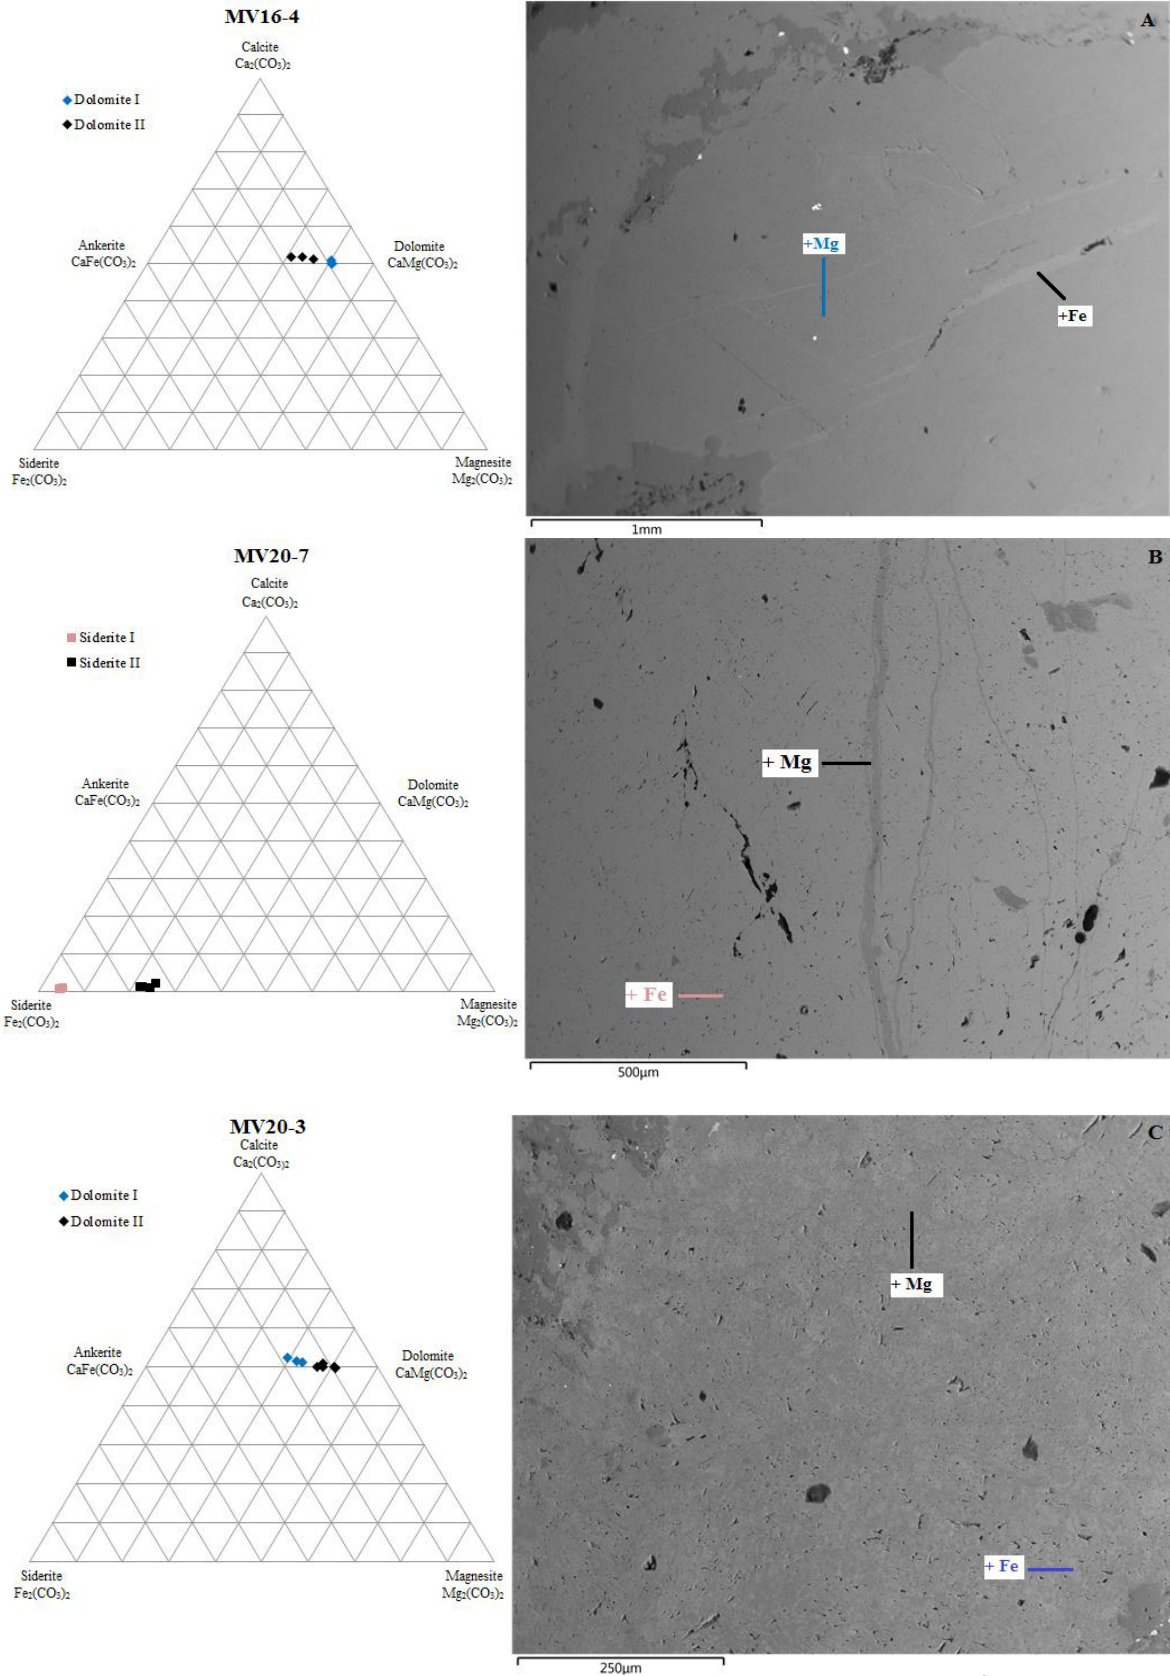 MV16-4
Calcite
Ca₂(CO₃)₂
Dolomite I
Dolomite II
Ankerite
CaFe(CO₃)₂
Dolomite
CaMg(CO₃)₂
Siderite
Fe₂(CO₃)₂
Magnesite
Mg₂(CO₃)₂
A
+Mg
+Fe
1mm
MV20-7
Calcite
Ca₂(CO₃)₂
Siderite I
Siderite II
Ankerite
CaFe(CO₃)₂
Dolomite
CaMg(CO₃)₂
Siderite
Fe₂(CO₃)₂
Magnesite
Mg₂(CO₃)₂
B
+ Mg
+ Fe
500μm
MV20-3
Calcite
Ca₂(CO₃)₂
Dolomite I
Dolomite II
Ankerite
CaFe(CO₃)₂
Dolomite
CaMg(CO₃)₂
Siderite
Fe₂(CO₃)₂
Magnesite
Mg₂(CO₃)₂
C
+ Mg
+ Fe
250μm